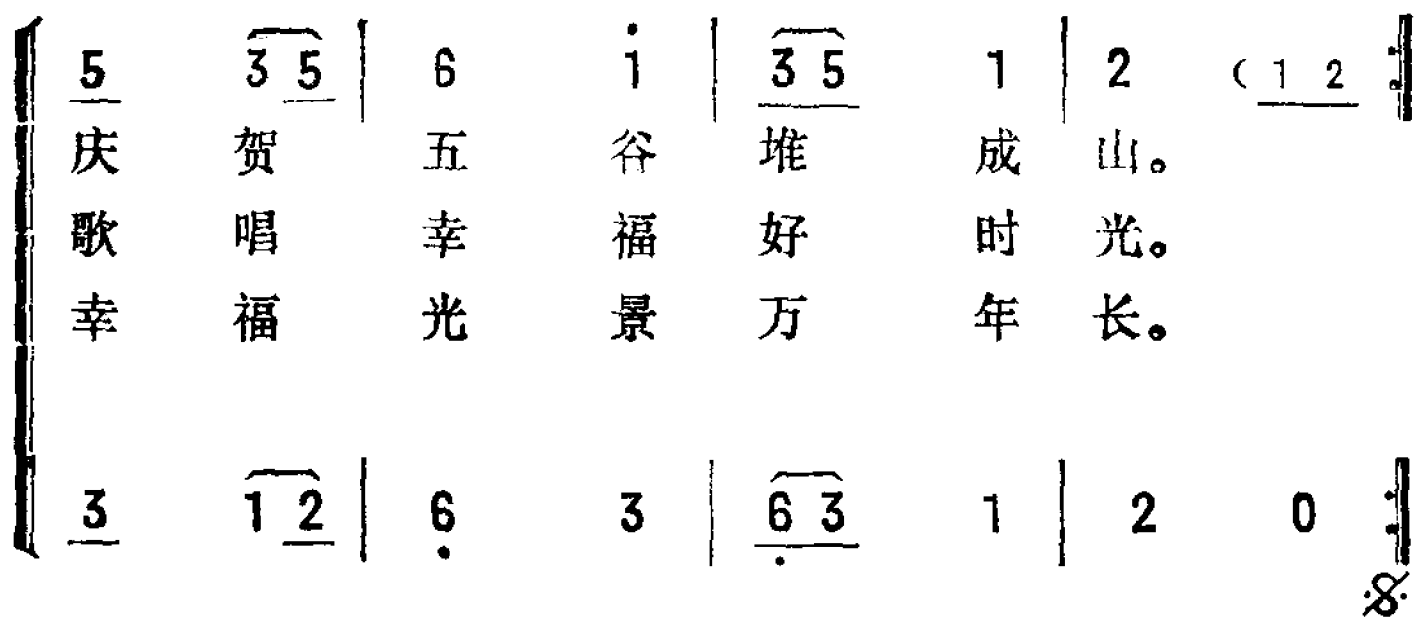 5 3 5 | 6 1 | 3 5 1 | 2 ( 1 2
庆贺五谷堆成山。
歌唱幸福好时光。
幸福光景万年长。
3 1 2 | 6 3 | 6 3 1 | 2 0